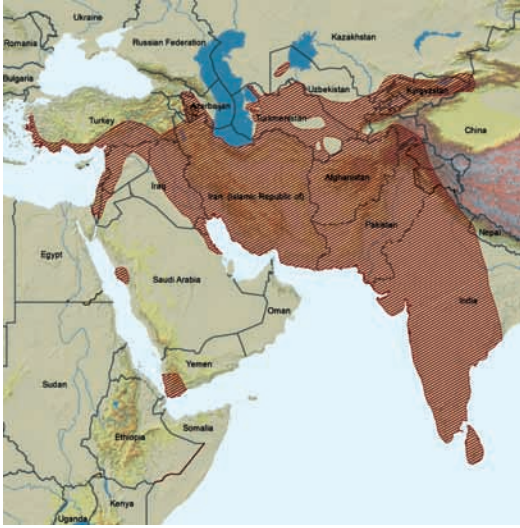 Ukraine
Kazakhstan
Romania
Russian Federation
Bulgaria
Uzbekistan
Kyrgyzstan
Azerbaijan
Turkmenistan
Turkey
China
Iraq
Iran (Islamic Republic of)
Afghanistan
Pakistan
Nepal
Egypt
Saudi Arabia
India
Oman
Yemen
Sudan
Ethiopia
Somalia
Kenya
Uganda